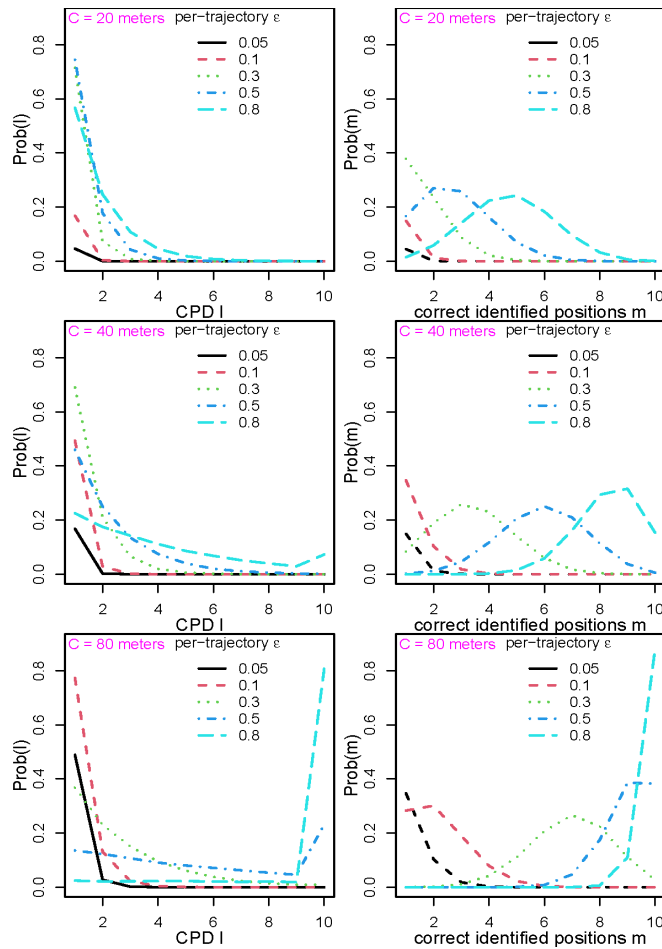 C = 20 meters per-trajectory ε
0.05
0.1
0.3
0.5
0.8
Prob(l)
0.0 0.2 0.4 0.6 0.8
2 4 6 8 10
CPD l
C = 20 meters per-trajectory ε
0.05
0.1
0.3
0.5
0.8
Prob(m)
0.0 0.2 0.4 0.6 0.8
2 4 6 8 10
correct identified positions m
C = 40 meters per-trajectory ε
0.05
0.1
0.3
0.5
0.8
Prob(l)
0.0 0.2 0.4 0.6 0.8
2 4 6 8 10
CPD l
C = 40 meters per-trajectory ε
0.05
0.1
0.3
0.5
0.8
Prob(m)
0.0 0.2 0.4 0.6 0.8
2 4 6 8 10
correct identified positions m
C = 80 meters per-trajectory ε
0.05
0.1
0.3
0.5
0.8
Prob(l)
0.0 0.2 0.4 0.6 0.8
2 4 6 8 10
CPD l
C = 80 meters per-trajectory ε
0.05
0.1
0.3
0.5
0.8
Prob(m)
0.0 0.2 0.4 0.6 0.8
2 4 6 8 10
correct identified positions m